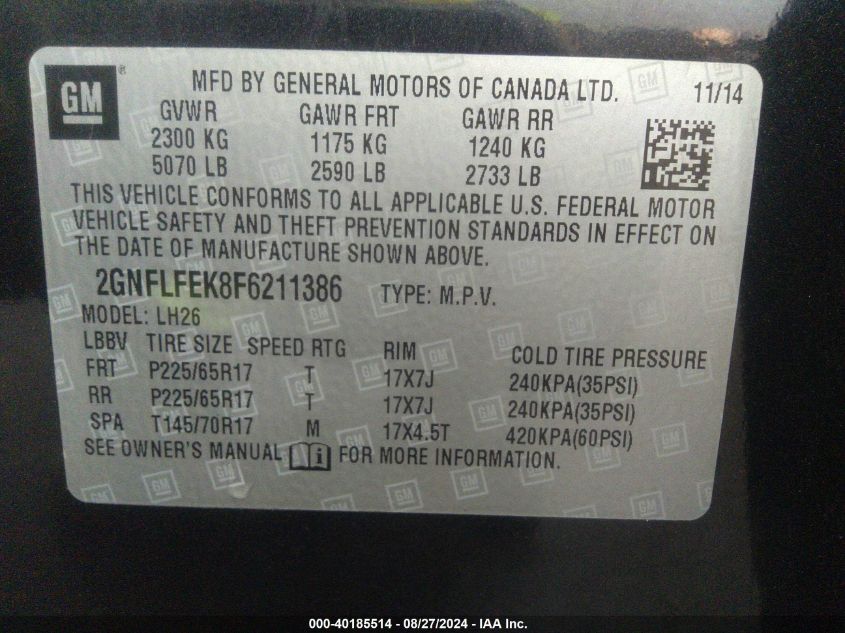 GM ® MFD BY GENERAL MOTORS OF CANADA LTD. 11/14
GVWR GAWR FRT GAWR RR
2300 KG 1175 KG 1240 KG
5070 LB 2590 LB 2733 LB
THIS VEHICLE CONFORMS TO ALL APPLICABLE U.S. FEDERAL MOTOR
VEHICLE SAFETY AND THEFT PREVENTION STANDARDS IN EFFECT ON
THE DATE OF MANUFACTURE SHOWN ABOVE.
2GNFLFEK8F6211386 TYPE: M.P.V.
MODEL: LH26
LBBV TIRE SIZE SPEED RTG RIM COLD TIRE PRESSURE
FRT P225/65R17 T 17X7J 240KPA(35PSI)
RR P225/65R17 T 17X7J 240KPA(35PSI)
SPA T145/70R17 M 17X4.5T 420KPA(60PSI)
SEE OWNER'S MANUAL i FOR MORE INFORMATION.
000-40185514 - 08/27/2024 - IAA Inc.